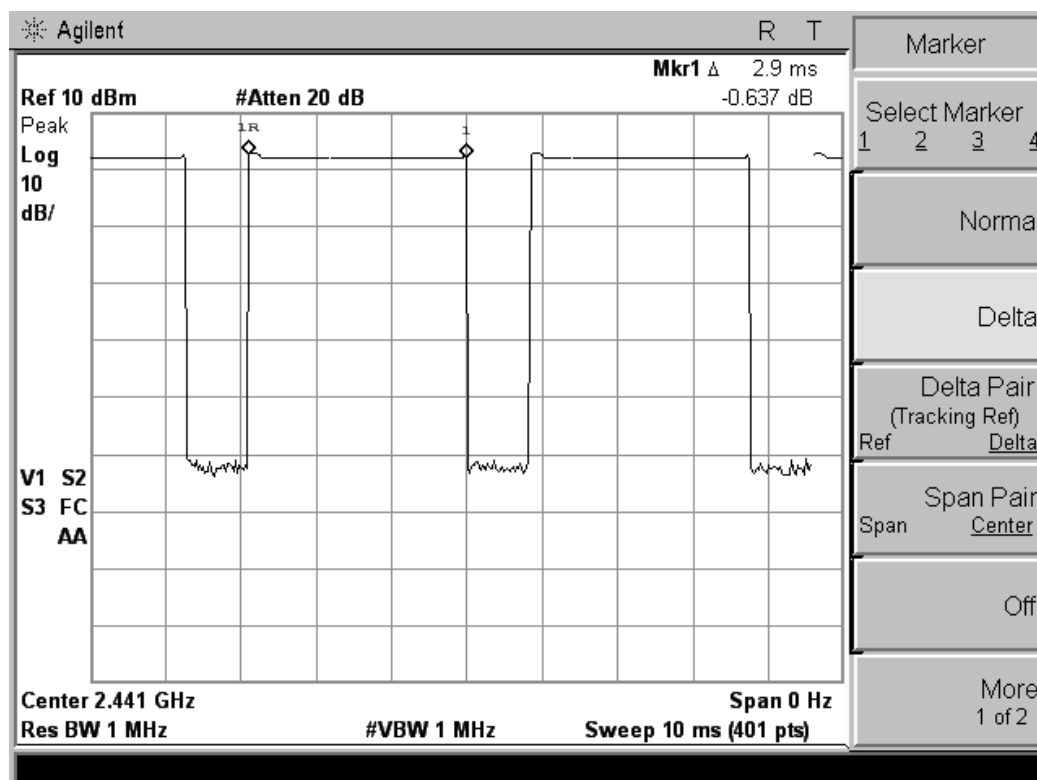 Agilent R T
Mkr1 Δ 2.9 ms
Ref 10 dBm #Atten 20 dB -0.637 dB
Peak
Log
10
dB/
1R
1
V1 S2
S3 FC
AA
Center 2.441 GHz Span 0 Hz
Res BW 1 MHz #VBW 1 MHz Sweep 10 ms (401 pts)
Marker
Select Marker
1 2 3 4
Norma
Delta
Delta Pair
(Tracking Ref)
Ref Delta
Span Pair
Span Center
Off
More
1 of 2